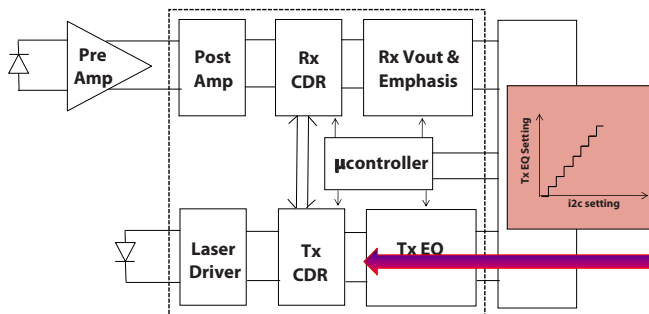 Pre
Amp
Post
Amp
Rx
CDR
Rx Vout &
Emphasis
μcontroller
Tx EQ Setting
i2c setting
Laser
Driver
Tx
CDR
Tx EQ